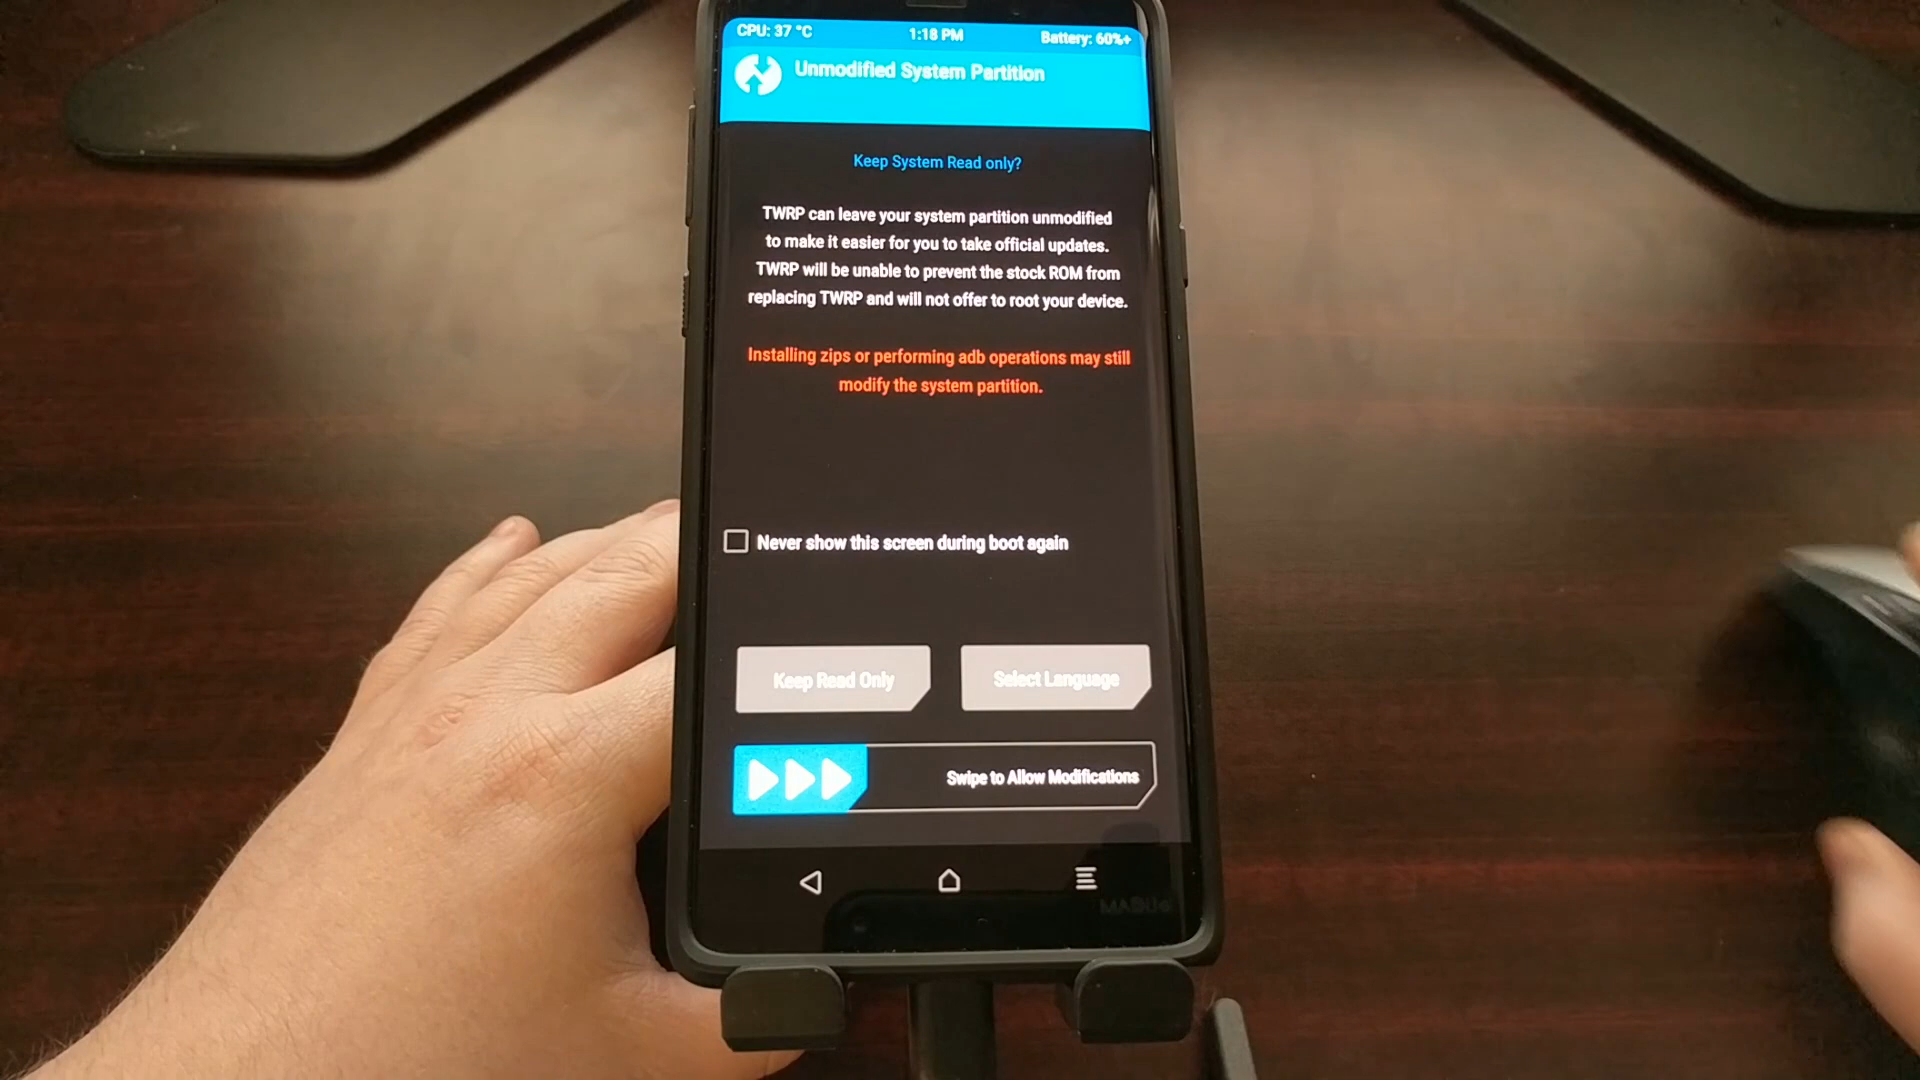 CPU: 37 °C 1:18 PM Battery: 60%+
Unmodified System Partition
Keep System Read only?
TWRP can leave your system partition unmodified
to make it easier for you to take official updates.
TWRP will be unable to prevent the stock ROM from
replacing TWRP and will not offer to root your device.
Installing zips or performing adb operations may still
modify the system partition.
Never show this screen during boot again
Keep Read Only Select Language
Swipe to Allow Modifications